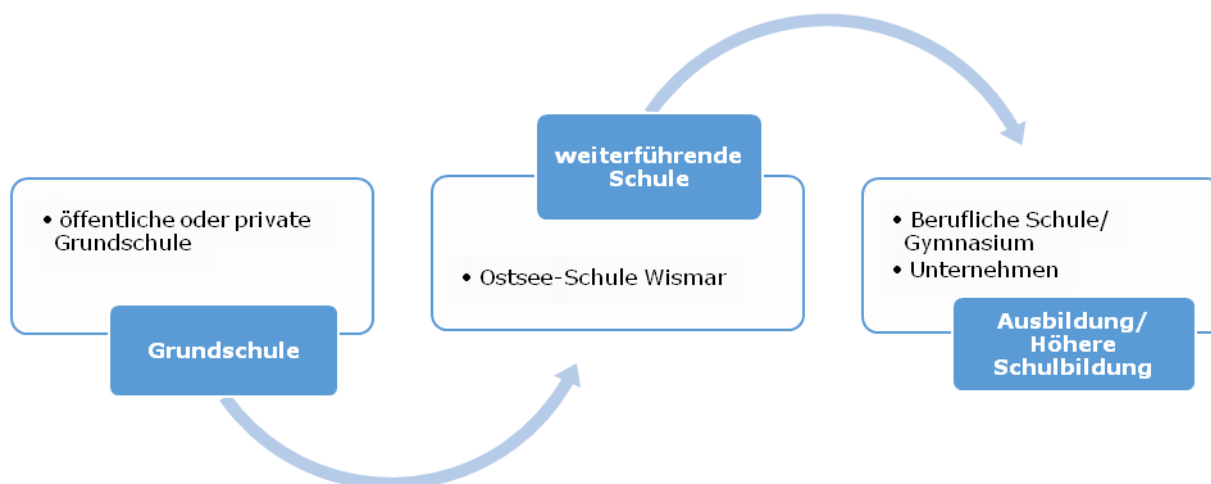 • öffentliche oder private
Grundschule
Grundschule
weiterführende
Schule
• Ostsee-Schule Wismar
• Berufliche Schule/
Gymnasium
• Unternehmen
Ausbildung/
Höhere
Schulbildung